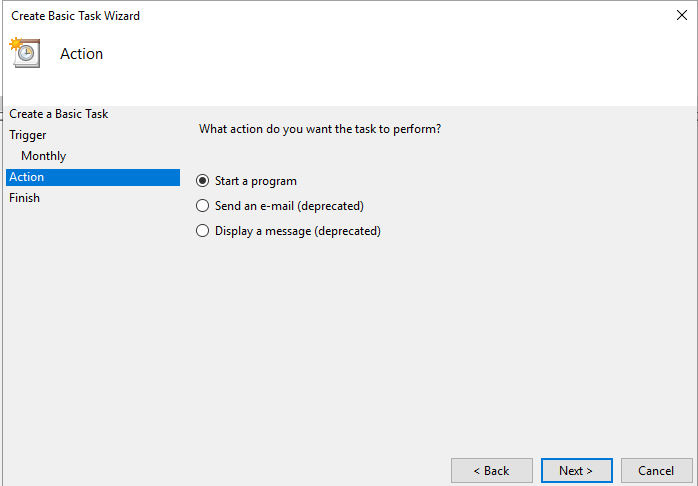 Create Basic Task Wizard
Action
Create a Basic Task
Trigger
Monthly
Action
Finish
What action do you want the task to perform?
Start a program
Send an e-mail (deprecated)
Display a message (deprecated)
< Back
Next >
Cancel